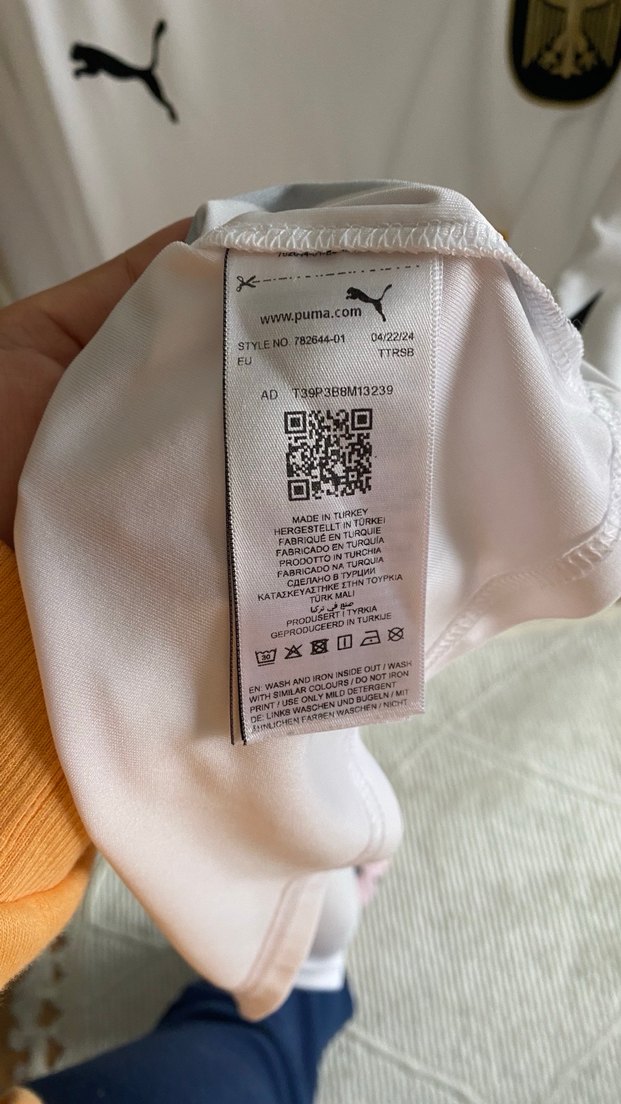 www.puma.com
STYLE NO 782644-01 04/22/24
EU TTRSB
AD T39P3B8M13239
MADE IN TURKEY
HERGESTELLT IN TÜRKEI
FABRIQUÉ EN TURQUIE
FABRICADO EN TURQUÍA
PRODOTTO IN TURCHIA
FABRICADO NA TURQUIA
СДЕЛАНО В ТУРЦИИ
ΚΑΤΑΣΚΕΥΑΣΤΗΚΕ ΣΤΗΝ ΤΟΥΡΚΙΑ
TÜRK MALI
صنع في تركيا
PRODUSERT I TYRKIA
GEPRODUCEERD IN TURKIJE
30
EN: WASH AND IRON INSIDE OUT / WASH
WITH SIMILAR COLOURS / DO NOT IRON
PRINT / USE ONLY MILD DETERGENT
DE: LINKS WASCHEN UND BÜGELN / MIT
ÄHNLICHEN FARBEN WASCHEN / NICHT